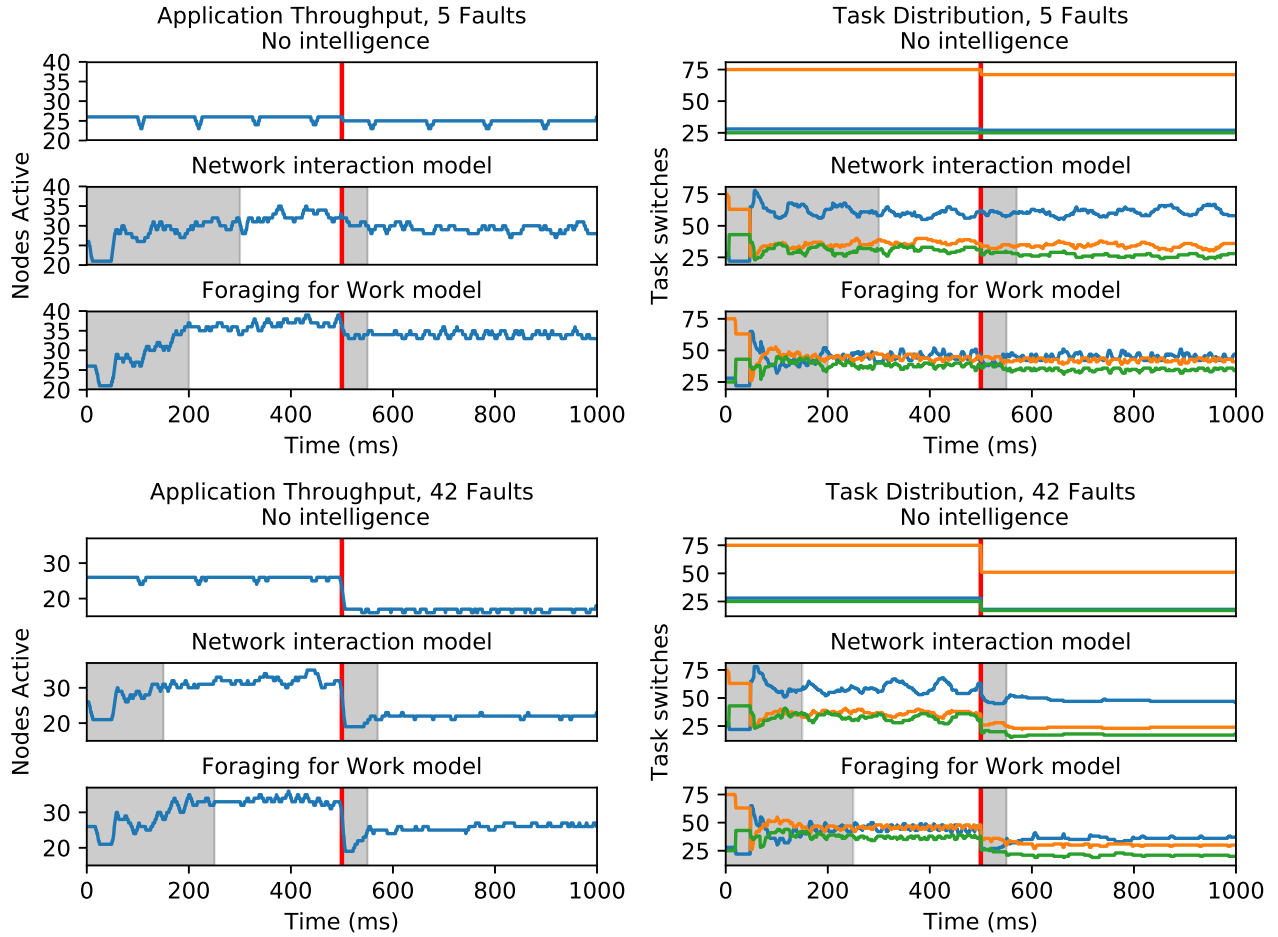 Application Throughput, 5 Faults
No intelligence
40
35
30
25
20
Network interaction model
40
35
30
25
20
Foraging for Work model
40
35
30
25
20
0 200 400 600 800 1000
Time (ms)
Nodes Active
Task Distribution, 5 Faults
No intelligence
75
50
25
Network interaction model
75
50
25
Foraging for Work model
75
50
25
0 200 400 600 800 1000
Time (ms)
Task switches
Application Throughput, 42 Faults
No intelligence
30
20
Network interaction model
30
20
Foraging for Work model
30
20
0 200 400 600 800 1000
Time (ms)
Nodes Active
Task Distribution, 42 Faults
No intelligence
75
50
25
Network interaction model
75
50
25
Foraging for Work model
75
50
25
0 200 400 600 800 1000
Time (ms)
Task switches